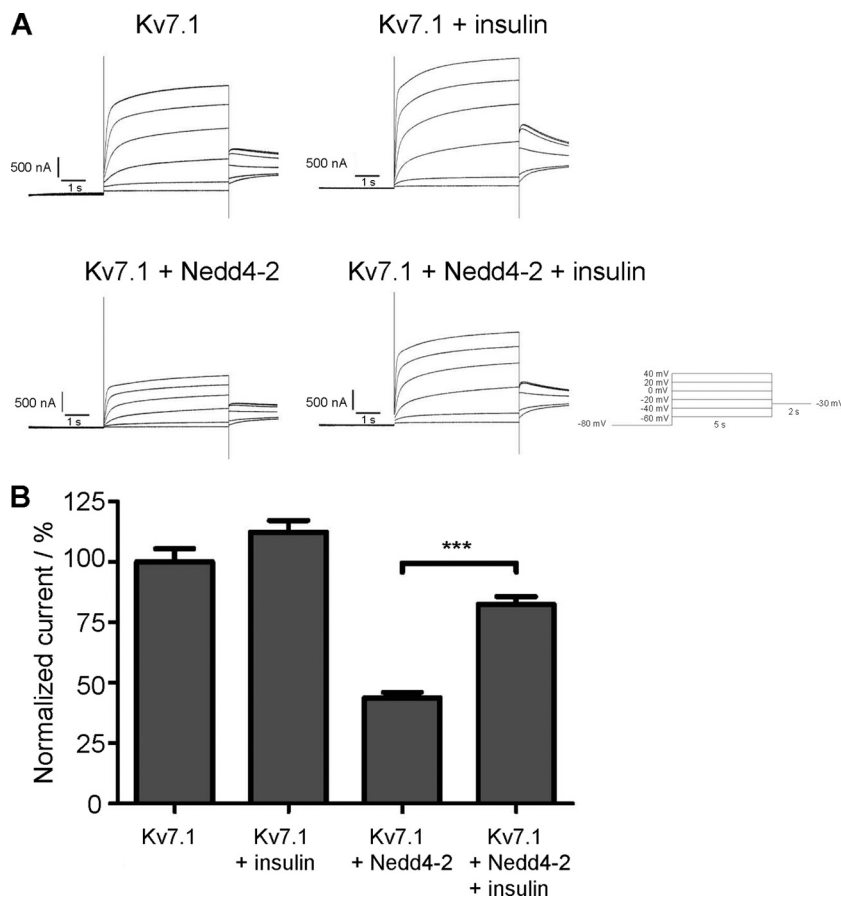 A
Kv7.1
Kv7.1 + insulin
500 nA
1 s
500 nA
1 s
Kv7.1 + Nedd4-2
Kv7.1 + Nedd4-2 + insulin
500 nA
1 s
500 nA
1 s
40 mV
20 mV
0 mV
-20 mV
-40 mV
-60 mV
-80 mV
5 s
2 s
-30 mV
B
Normalized current / %
125
100
75
50
25
0
***
Kv7.1
Kv7.1
+ insulin
Kv7.1
+ Nedd4-2
Kv7.1
+ Nedd4-2
+ insulin